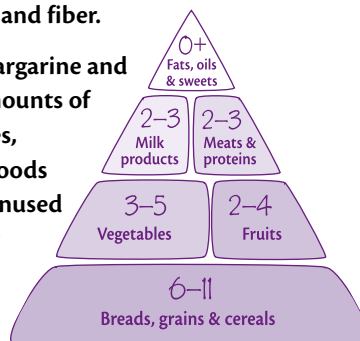 and fiber.
argarine and
ounts of
es,
oods
nused
0+
Fats, oils
& sweets
2–3
Milk
products
2–3
Meats &
proteins
3–5
Vegetables
2–4
Fruits
6–11
Breads, grains & cereals